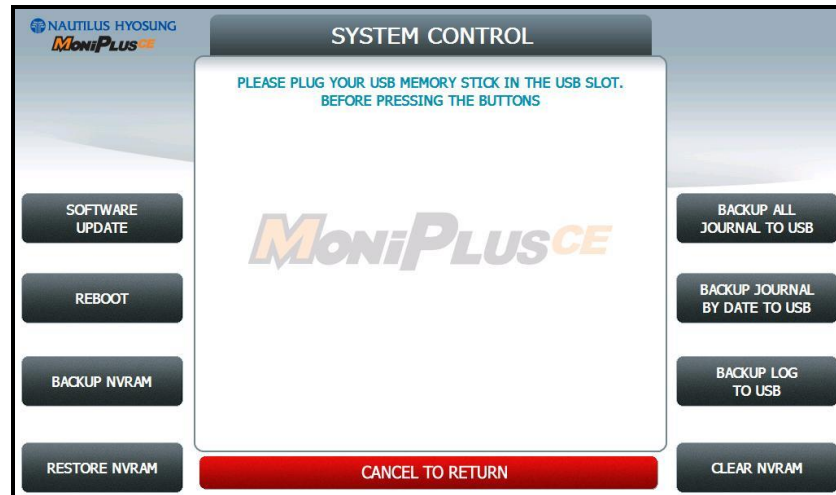 NAUTILUS HYOSUNG
MONIPLUSCE
SYSTEM CONTROL
PLEASE PLUG YOUR USB MEMORY STICK IN THE USB SLOT.
BEFORE PRESSING THE BUTTONS
MONIPLUSCE
SOFTWARE
UPDATE
REBOOT
BACKUP NVRAM
RESTORE NVRAM
BACKUP ALL
JOURNAL TO USB
BACKUP JOURNAL
BY DATE TO USB
BACKUP LOG
TO USB
CLEAR NVRAM
CANCEL TO RETURN